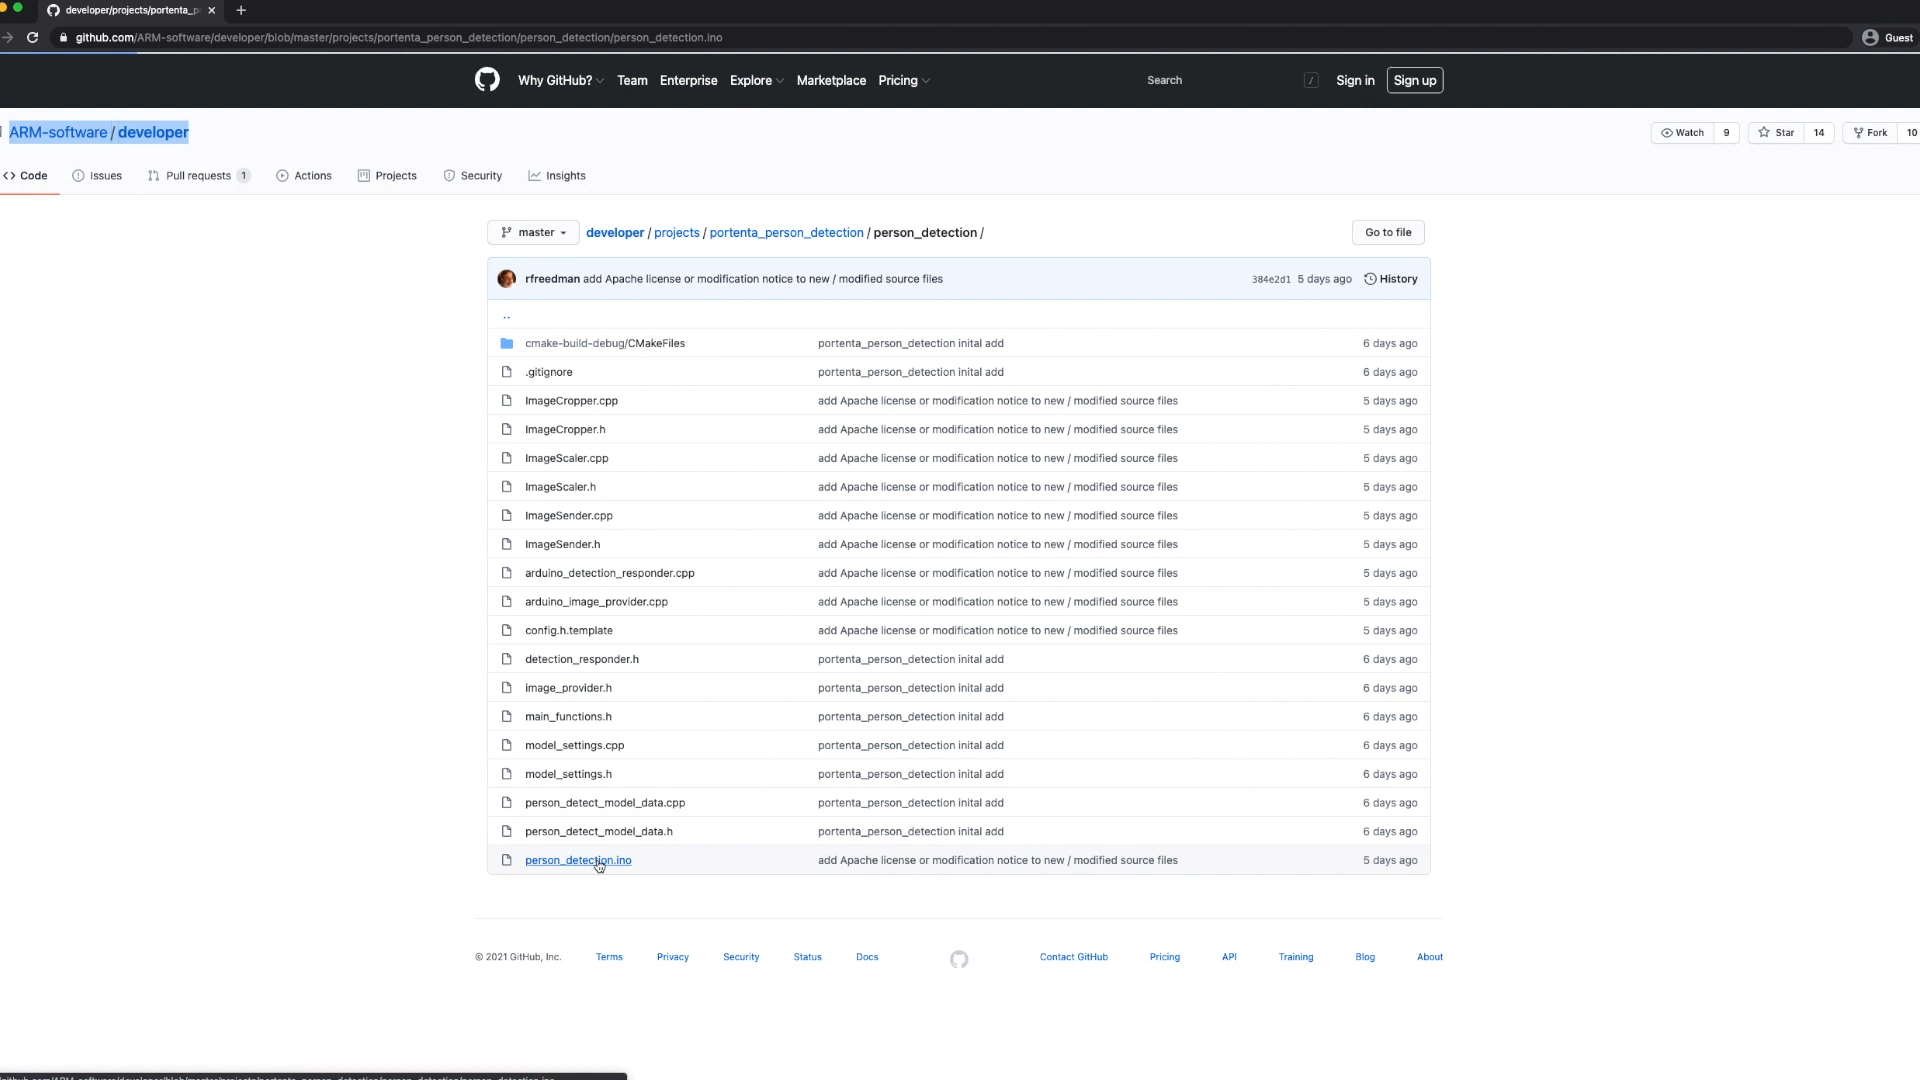 developer/projects/portenta_p
github.com/ARM-software/developer/blob/master/projects/portenta_person_detection/person_detection/person_detection.ino
Guest
Why GitHub? Team Enterprise Explore Marketplace Pricing Search / Sign in Sign up
ARM-software / developer Watch 9 Star 14 Fork 10
<> Code Issues Pull requests 1 Actions Projects Security Insights
master developer / projects / portenta_person_detection / person_detection / Go to file
rfreedman add Apache license or modification notice to new / modified source files 384e2d1 5 days ago History
..
cmake-build-debug/CMakeFiles portenta_person_detection inital add 6 days ago
.gitignore portenta_person_detection inital add 6 days ago
ImageCropper.cpp add Apache license or modification notice to new / modified source files 5 days ago
ImageCropper.h add Apache license or modification notice to new / modified source files 5 days ago
ImageScaler.cpp add Apache license or modification notice to new / modified source files 5 days ago
ImageScaler.h add Apache license or modification notice to new / modified source files 5 days ago
ImageSender.cpp add Apache license or modification notice to new / modified source files 5 days ago
ImageSender.h add Apache license or modification notice to new / modified source files 5 days ago
arduino_detection_responder.cpp add Apache license or modification notice to new / modified source files 5 days ago
arduino_image_provider.cpp add Apache license or modification notice to new / modified source files 5 days ago
config.h.template add Apache license or modification notice to new / modified source files 5 days ago
detection_responder.h portenta_person_detection inital add 6 days ago
image_provider.h portenta_person_detection inital add 6 days ago
main_functions.h portenta_person_detection inital add 6 days ago
model_settings.cpp portenta_person_detection inital add 6 days ago
model_settings.h portenta_person_detection inital add 6 days ago
person_detect_model_data.cpp portenta_person_detection inital add 6 days ago
person_detect_model_data.h portenta_person_detection inital add 6 days ago
person_detection.ino add Apache license or modification notice to new / modified source files 5 days ago
© 2021 GitHub, Inc. Terms Privacy Security Status Docs Contact GitHub Pricing API Training Blog About